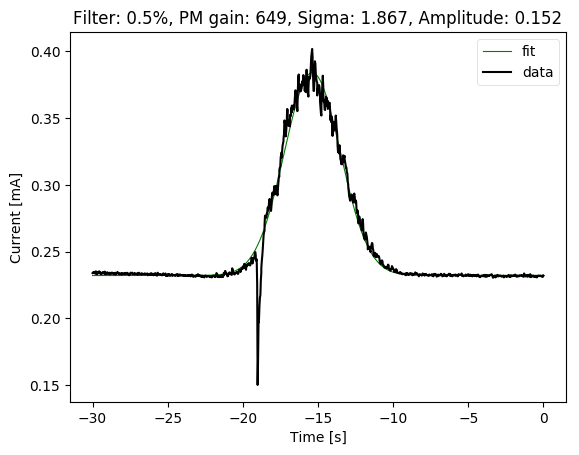 Filter: 0.5%, PM gain: 649, Sigma: 1.867, Amplitude: 0.152
fit
data
Current [mA]
0.40
0.35
0.30
0.25
0.20
0.15
−30
−25
−20
−15
−10
−5
0
Time [s]